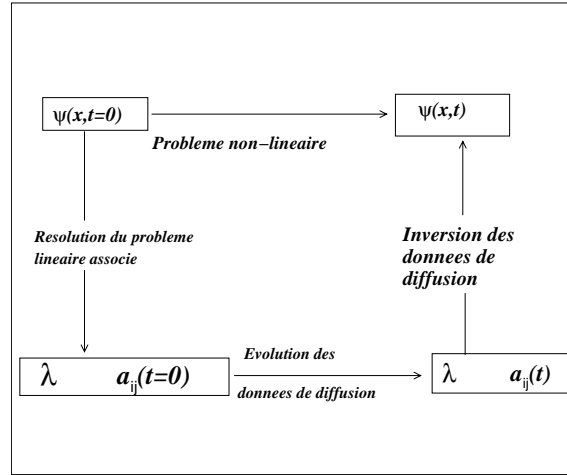 ψ(x,t=0)
ψ(x,t)
Probleme non−lineaire
Resolution du probleme
lineaire associe
Inversion des
donnees de
diffusion
λ a_ij(t=0)
Evolution des
donnees de diffusion
λ a_ij(t)